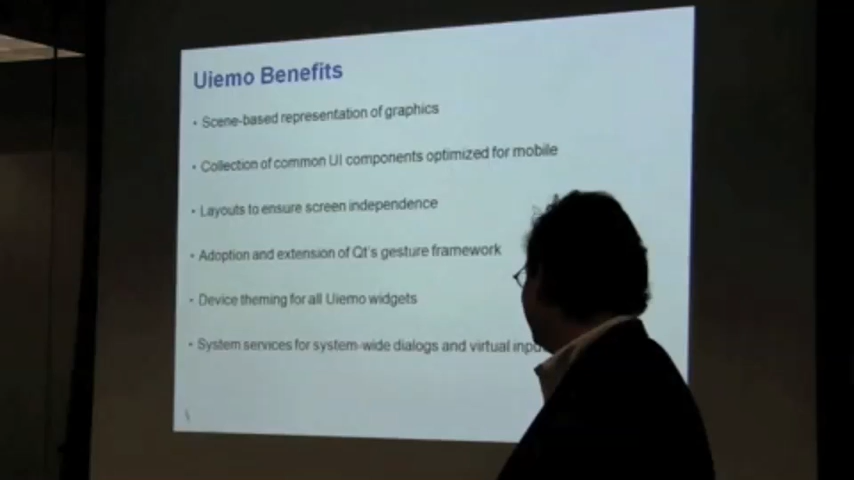 Uiemo Benefits
• Scene-based representation of graphics
• Collection of common UI components optimized for mobile
• Layouts to ensure screen independence
• Adoption and extension of Qt's gesture framework
• Device theming for all Uiemo widgets
• System services for system-wide dialogs and virtual